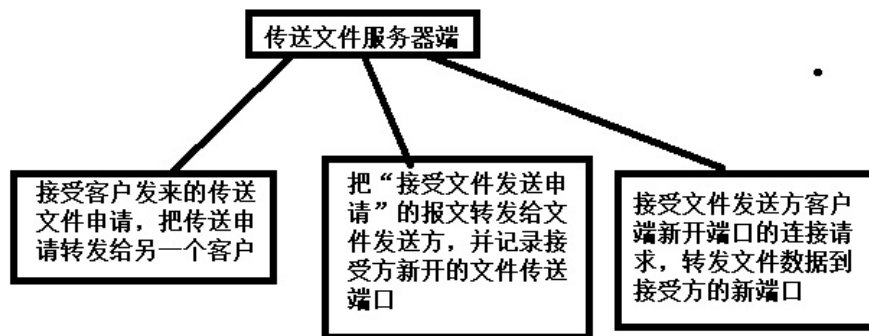 传送文件服务器端
接受客户发来的传送
文件申请，把传送申
请转发给另一个客户
把“接受文件发送申
请”的报文转发给文
件发送方，并记录接
受方新开的文件传送
端口
接受文件发送方客户
端新开端口的连接请
求，转发文件数据到
接受方的新端口